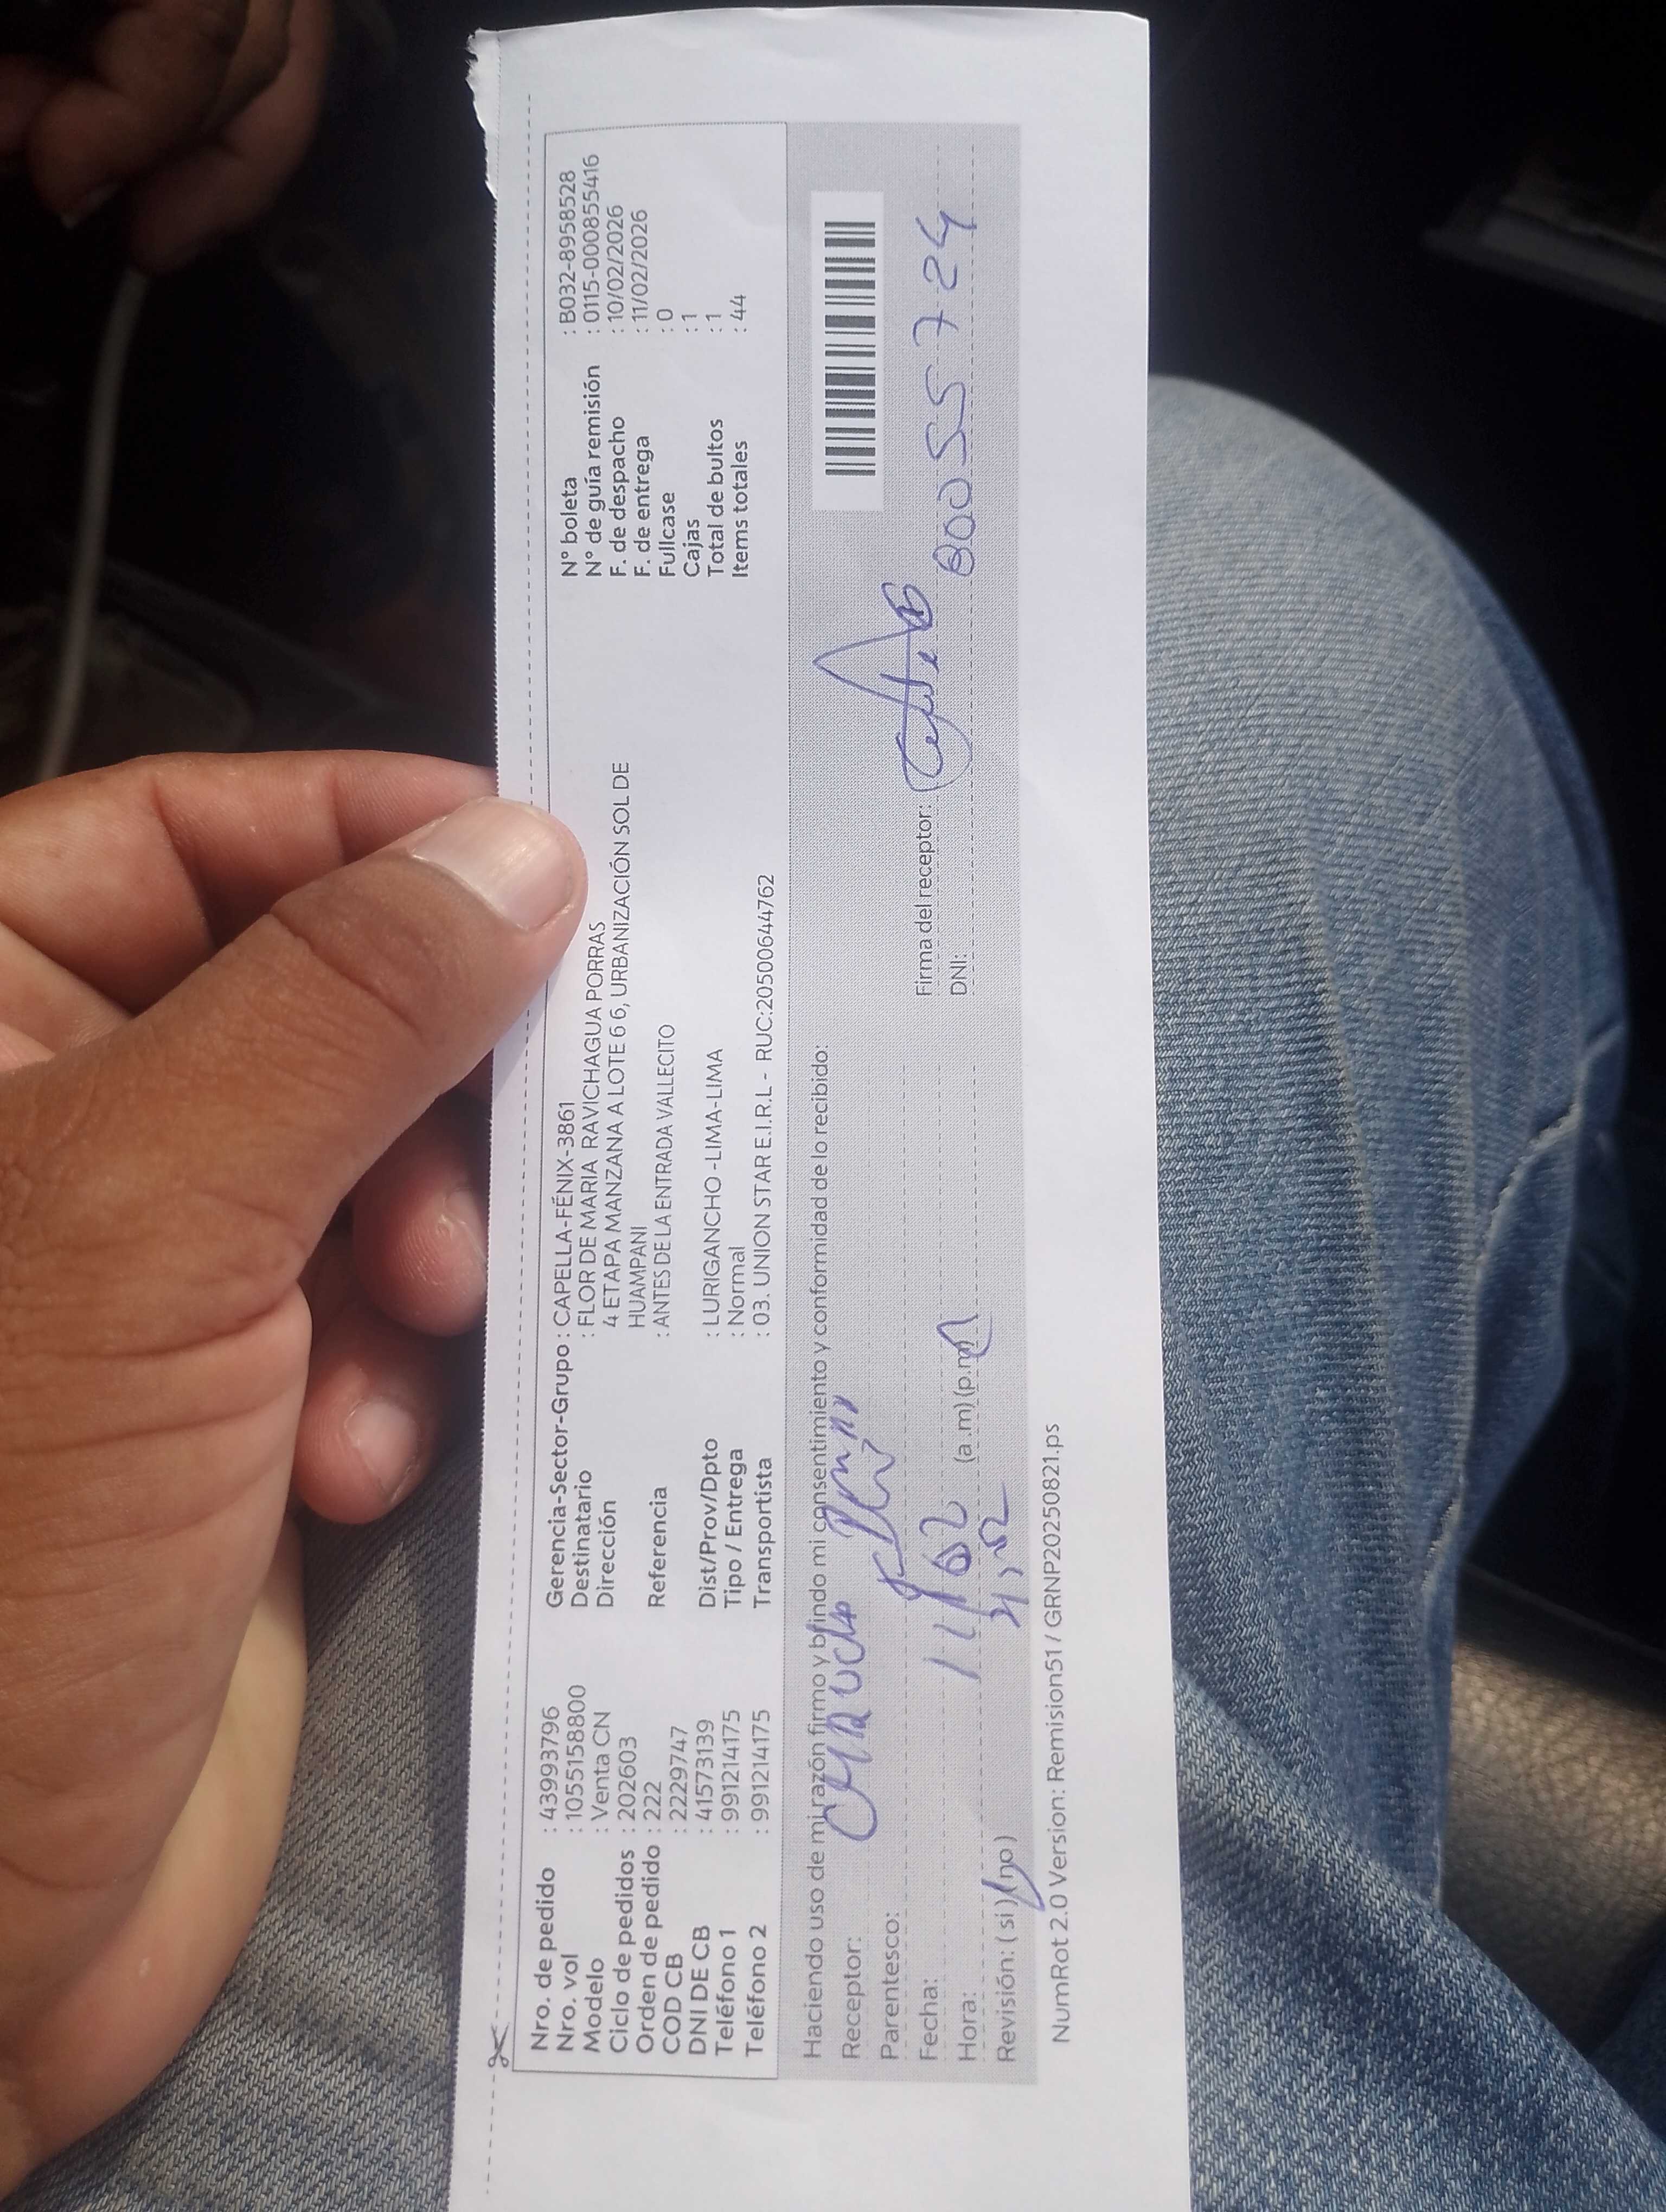 Nro. de pedido : 43993796
Nro. vol : 1055158800
Modelo : Venta CN
Ciclo de pedidos : 202603
Orden de pedido : 222
COD CB : 2229747
DNI DE CB : 41573139
Teléfono 1 : 991214175
Teléfono 2 : 991214175
Gerencia-Sector-Grupo : CAPELLA-FÉNIX-3861
Destinatario : FLOR DE MARIA RAVICHAGUA PORRAS
Dirección 4 ETAPA MANZANA A LOTE 6 6, URBANIZACIÓN SOL DE
HUAMPANI
Referencia : ANTES DE LA ENTRADA VALLECITO
Dist/Prov/Dpto : LURIGANCHO -LIMA-LIMA
Tipo / Entrega : Normal
Transportista : 03. UNION STAR E.I.R.L - RUC:20500644762
N° boleta : B032-8958528
N° de guía remisión : 0115-000855416
F. de despacho : 10/02/2026
F. de entrega : 11/02/2026
Fullcase : 0
Cajas : 1
Total de bultos : 1
Items totales : 44
Haciendo uso de mi razón firmo y brindo mi consentimiento y conformidad de lo recibido:
Receptor:
Parentesco:
Fecha: 11/02
Hora: (a.m) (p.m)
Revisión: ( si ) ( no )
Firma del receptor:
DNI: 80055724
NumRot 2.0 Version: Remision51 / GRNP20250821.ps